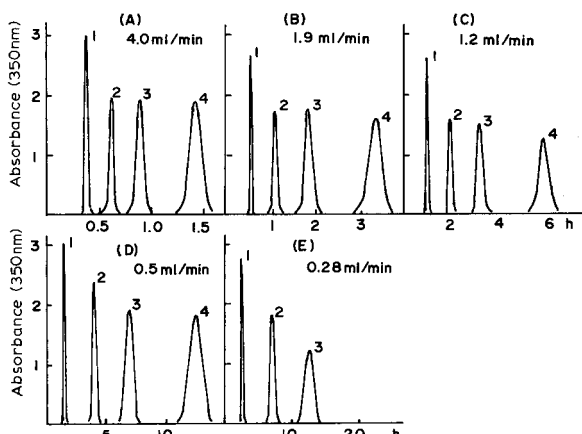 (A) (B) (C)
4.0 ml/min 1.9 ml/min 1.2 ml/min
Absorbance (350nm)
3
2
1
1 2 3 4
1 2 3 4
1 2 3 4
0.5 1.0 1.5
1 2 3
2 4 6 h
(D) (E)
0.5 ml/min 0.28 ml/min
Absorbance (350nm)
3
2
1
1 2 3 4
1 2 3